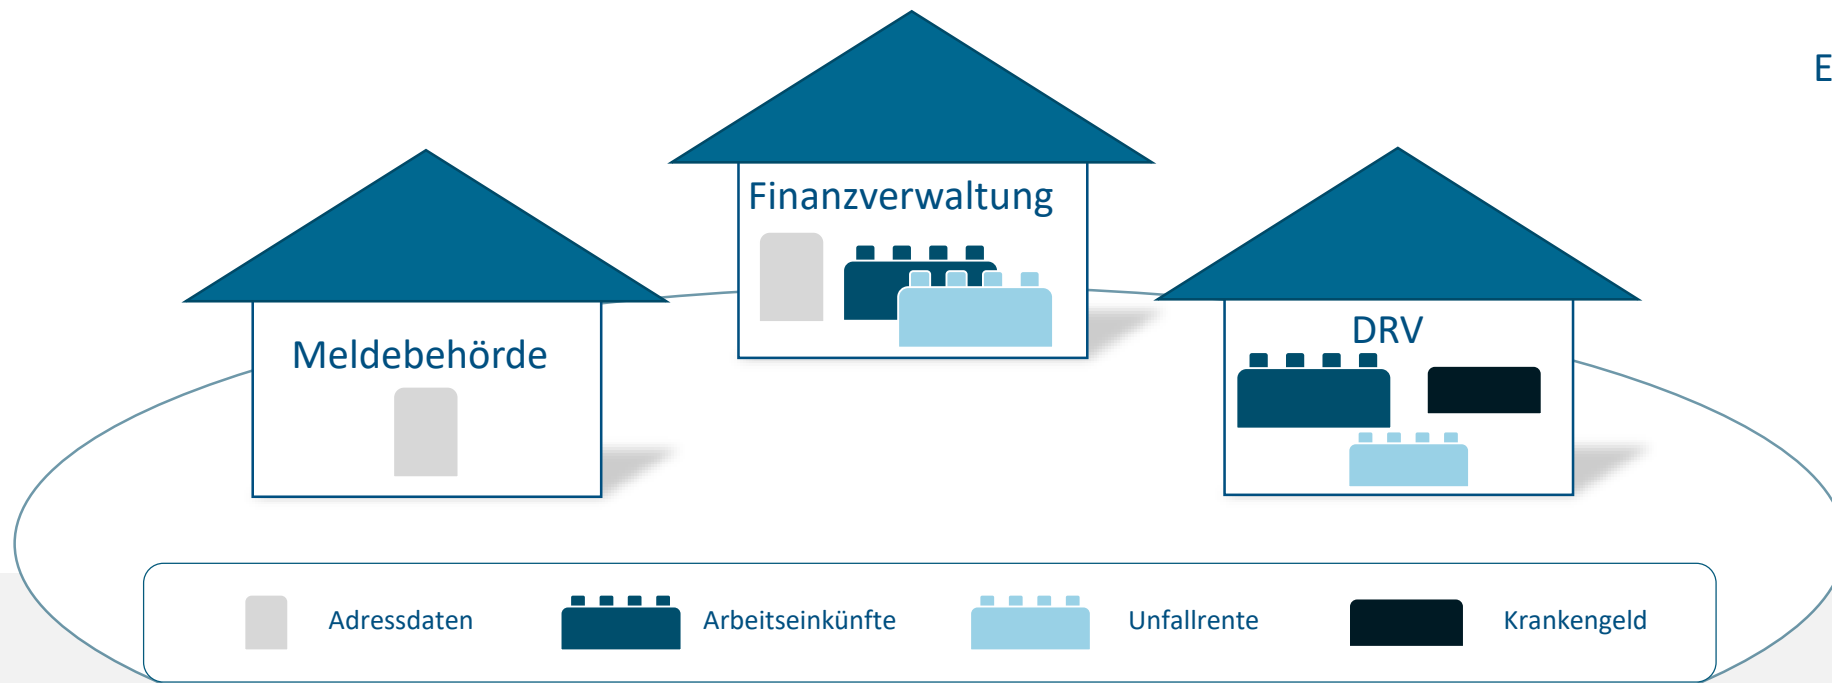 E
Finanzverwaltung
Meldebehörde
DRV
Adressdaten
Arbeitseinkünfte
Unfallrente
Krankengeld